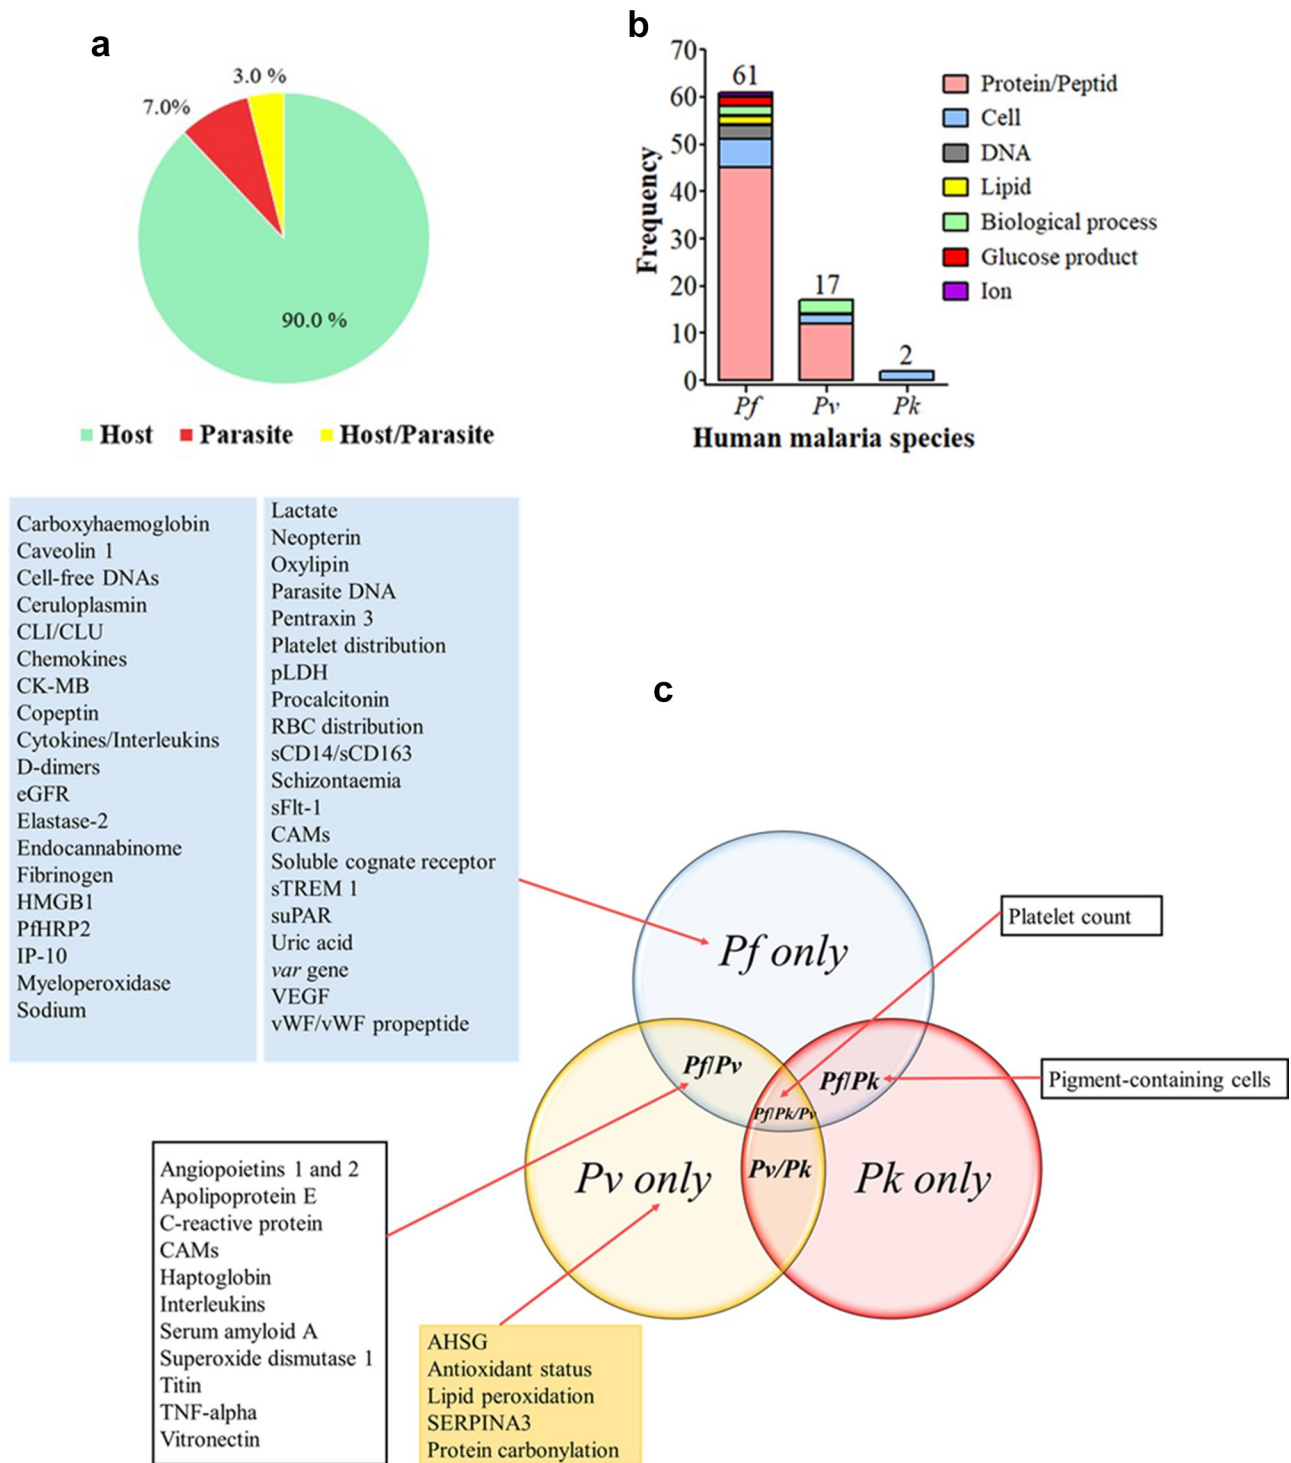 a
3.0 %
7.0%
90.0 %
Host
Parasite
Host/Parasite
b
70
60
50
40
30
20
10
0
Frequency
61
17
2
Pf
Pv
Pk
Human malaria species
Protein/Peptid
Cell
DNA
Lipid
Biological process
Glucose product
Ion
Carboxyhaemoglobin
Caveolin 1
Cell-free DNAs
Ceruloplasmin
CLI/CLU
Chemokines
CK-MB
Copeptin
Cytokines/Interleukins
D-dimers
eGFR
Elastase-2
Endocannabinome
Fibrinogen
HMGB1
PfHRP2
IP-10
Myeloperoxidase
Sodium
Lactate
Neopterin
Oxylipin
Parasite DNA
Pentraxin 3
Platelet distribution
pLDH
Procalcitonin
RBC distribution
sCD14/sCD163
Schizontaemia
sFlt-1
CAMs
Soluble cognate receptor
sTREM 1
suPAR
Uric acid
var gene
VEGF
vWF/vWF propeptide
c
Pf only
Platelet count
Pf/Pv
Pf/Pk
Pigment-containing cells
Pf/Pk/Pv
Pv only
Pv/Pk
Pk only
Angiopoietins 1 and 2
Apolipoprotein E
C-reactive protein
CAMs
Haptoglobin
Interleukins
Serum amyloid A
Superoxide dismutase 1
Titin
TNF-alpha
Vitronectin
AHSG
Antioxidant status
Lipid peroxidation
SERPINA3
Protein carbonylation